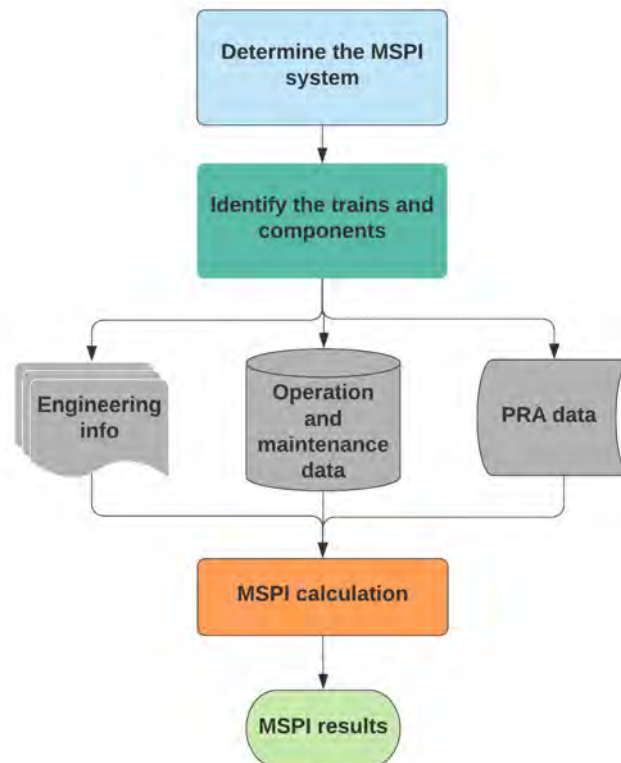 Determine the MSPI
system
Identify the trains and
components
Engineering
info
Operation
and
maintenance
data
PRA data
MSPI calculation
MSPI results